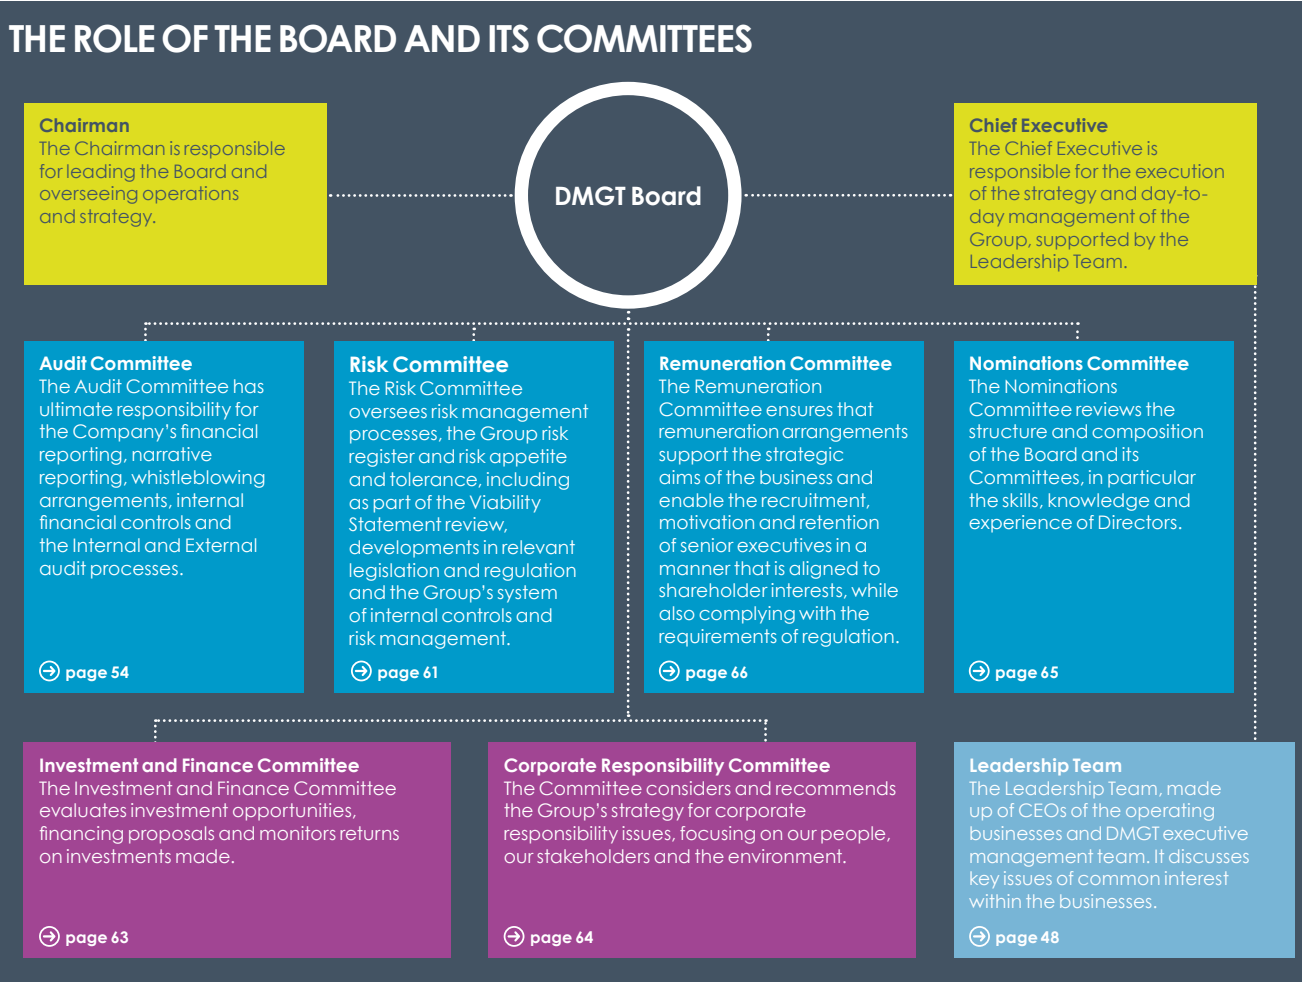 THE ROLE OF THE BOARD AND ITS COMMITTEES
Chairman
The Chairman is responsible
for leading the Board and
overseeing operations
and strategy.
DMGT Board
Chief Executive
The Chief Executive is
responsible for the execution
of the strategy and day-to-
day management of the
Group, supported by the
Leadership Team.
Audit Committee
The Audit Committee has
ultimate responsibility for
the Company's financial
reporting, narrative
reporting, whistleblowing
arrangements, internal
financial controls and
the Internal and External
audit processes.
page 54
Risk Committee
The Risk Committee
oversees risk management
processes, the Group risk
register and risk appetite
and tolerance, including
as part of the Viability
Statement review,
developments in relevant
legislation and regulation
and the Group's system
of internal controls and
risk management.
page 61
Remuneration Committee
The Remuneration
Committee ensures that
remuneration arrangements
support the strategic
aims of the business and
enable the recruitment,
motivation and retention
of senior executives in a
manner that is aligned to
shareholder interests, while
also complying with the
requirements of regulation.
page 66
Nominations Committee
The Nominations
Committee reviews the
structure and composition
of the Board and its
Committees, in particular
the skills, knowledge and
experience of Directors.
page 65
Investment and Finance Committee
The Investment and Finance Committee
evaluates investment opportunities,
financing proposals and monitors returns
on investments made.
page 63
Corporate Responsibility Committee
The Committee considers and recommends
the Group's strategy for corporate
responsibility issues, focusing on our people,
our stakeholders and the environment.
page 64
Leadership Team
The Leadership Team, made
up of CEOs of the operating
businesses and DMGT executive
management team. It discusses
key issues of common interest
within the businesses.
page 48